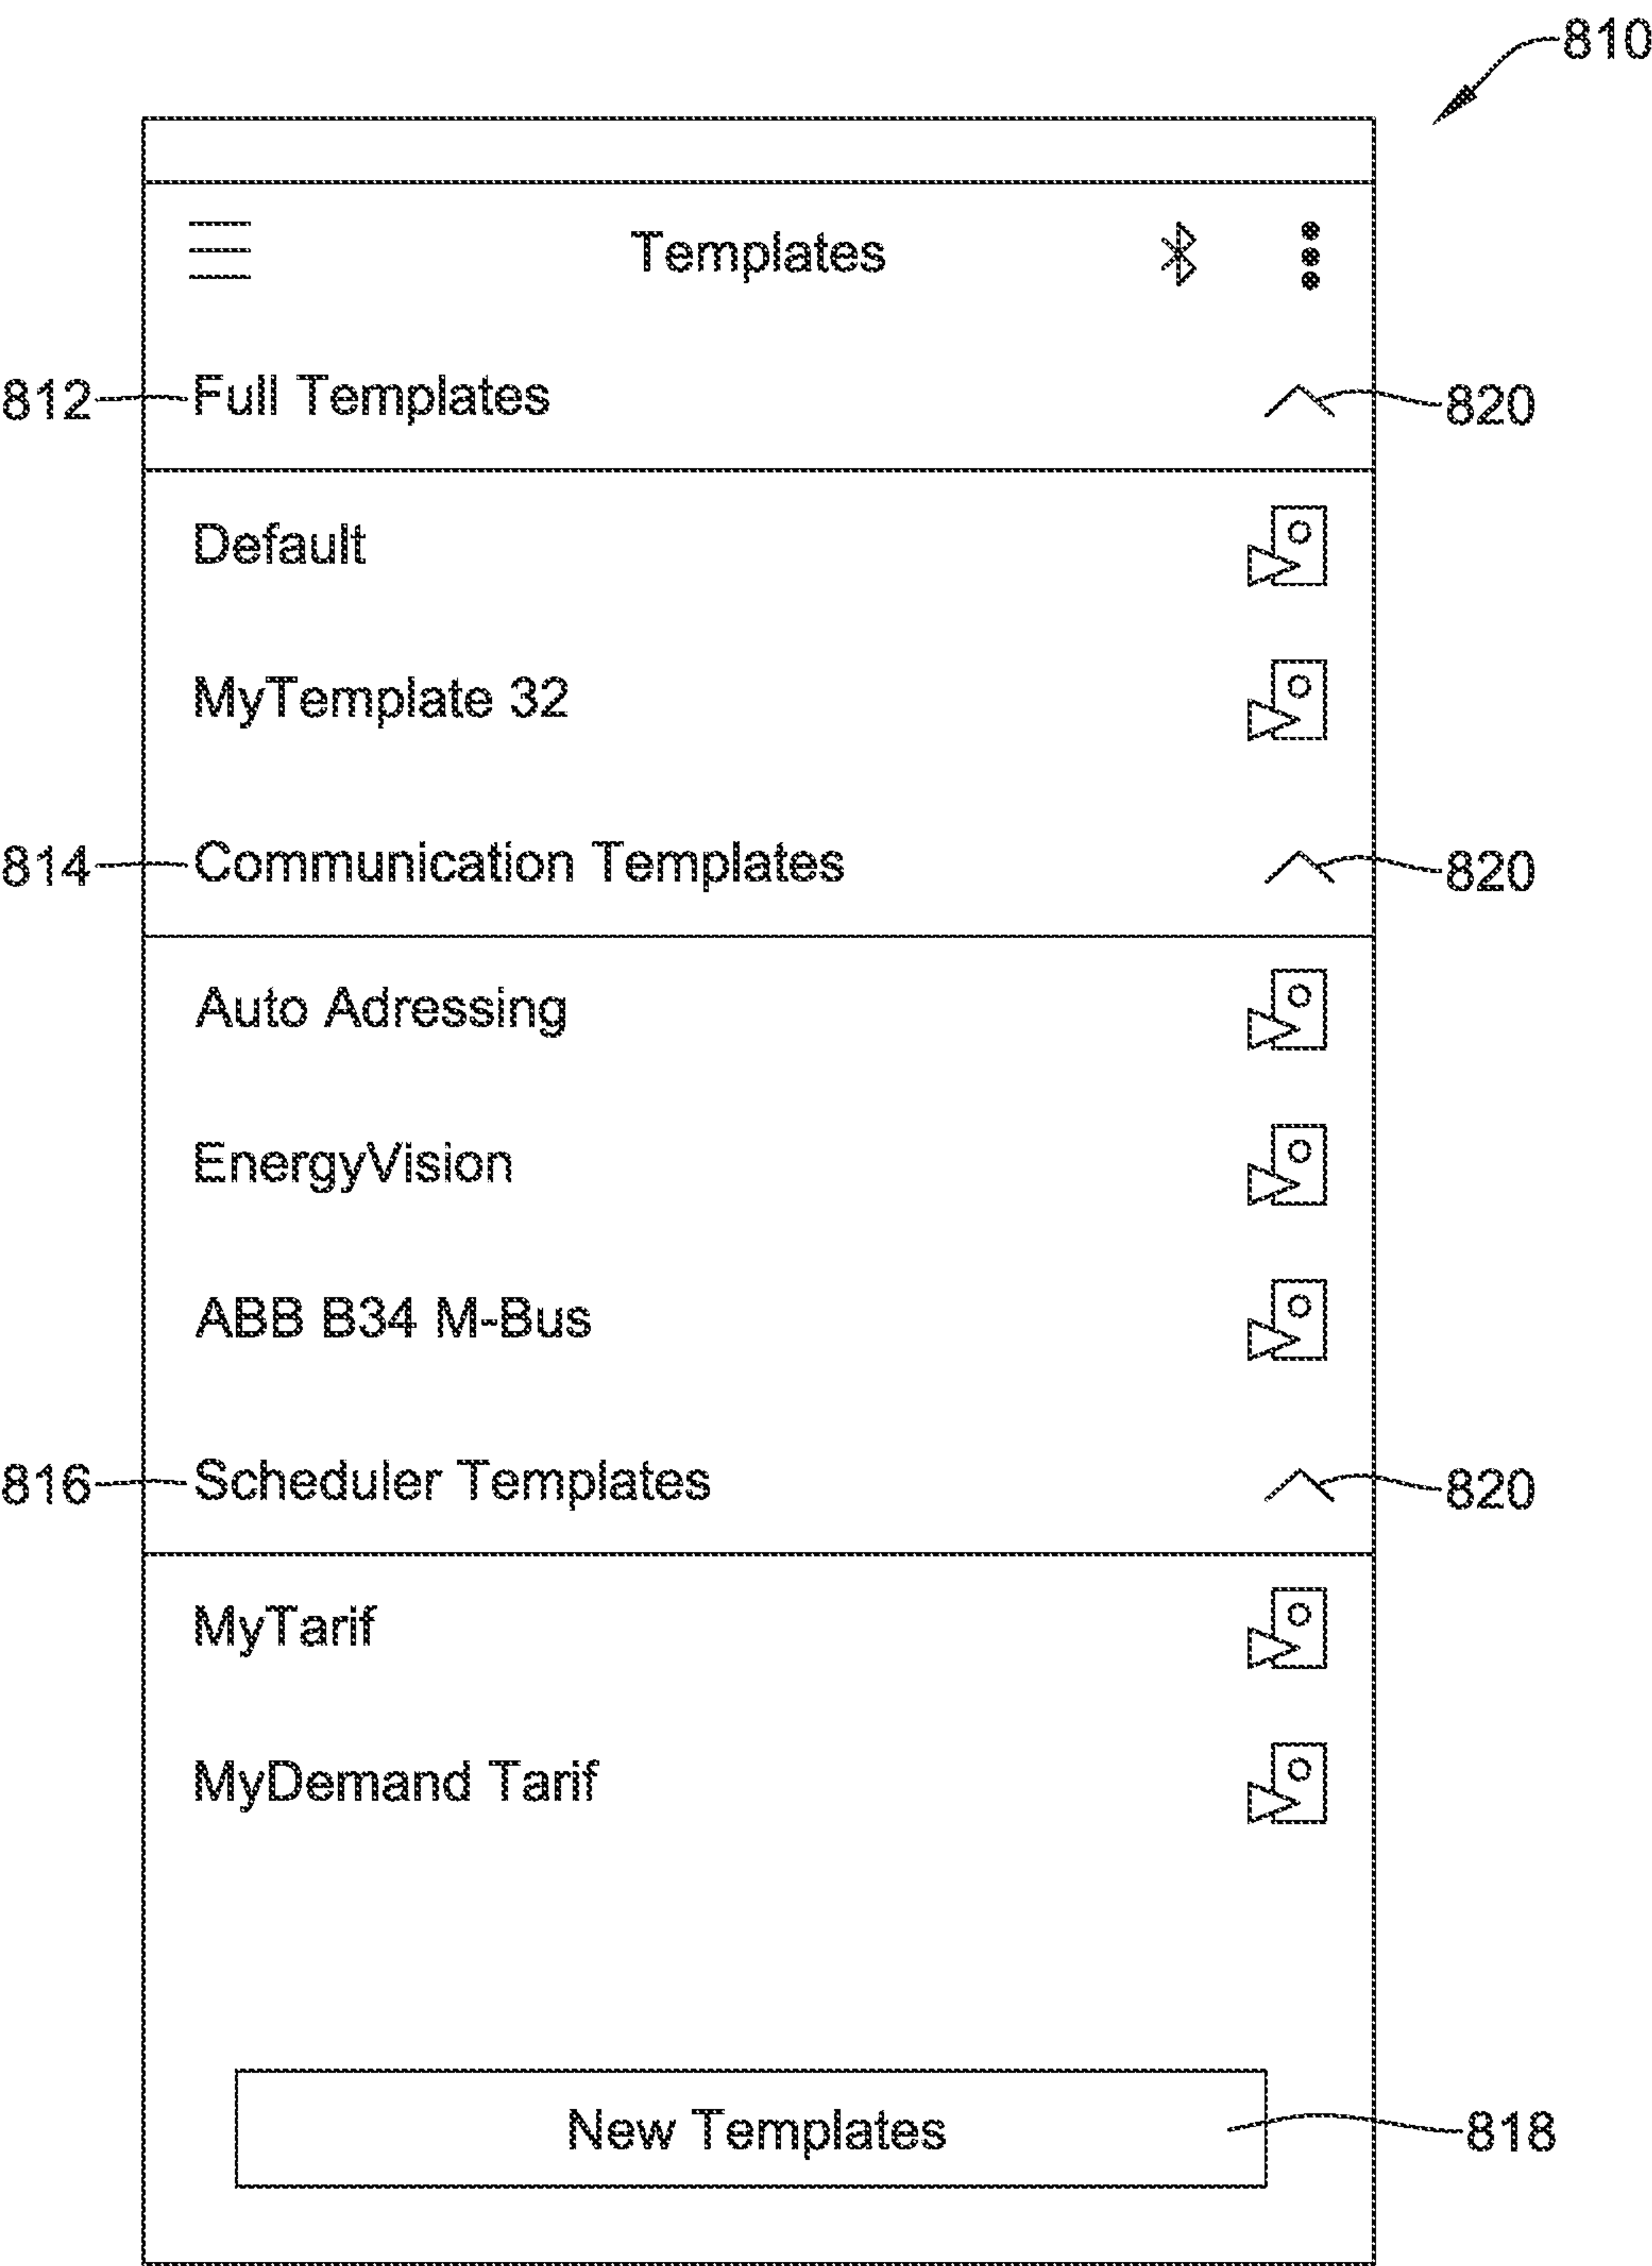 810
Templates
812 Full Templates 820
Default
MyTemplate 32
814 Communication Templates 820
Auto Adressing
EnergyVision
ABB B34 M-Bus
816 Scheduler Templates 820
MyTarif
MyDemand Tarif
New Templates 818